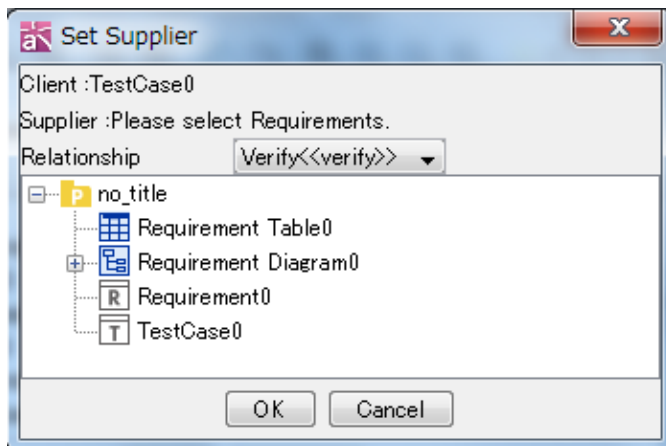 Set Supplier
Client :TestCase0
Supplier :Please select Requirements.
Relationship Verify<<verify>>
P no_title
Requirement Table0
Requirement Diagram0
R Requirement0
T TestCase0
OK Cancel